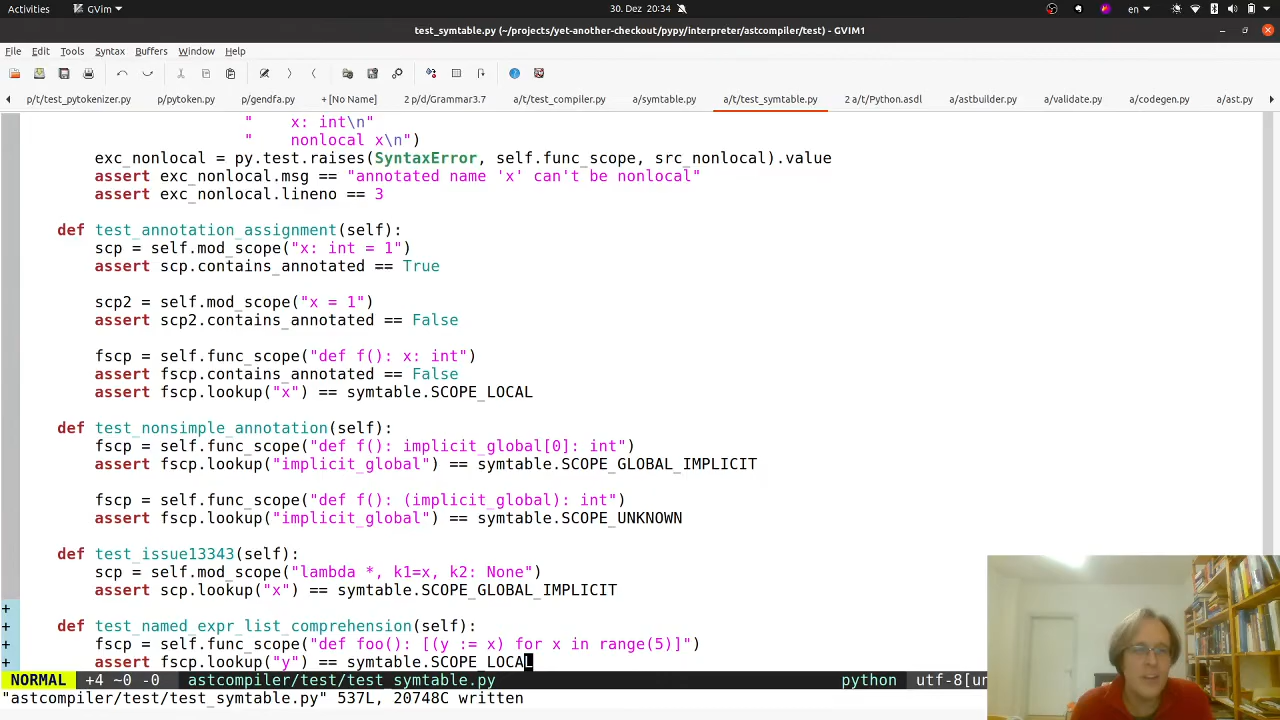 Activities GVim 30. Dez 20:34 en
test_symtable.py (~/projects/yet-another-checkout/pypy/interpreter/astcompiler/test) - GVIM1
File Edit Tools Syntax Buffers Window Help
p/t/test_pytokenizer.py p/pytoken.py p/gendfa.py + [No Name] 2 p/d/Grammar3.7 a/t/test_compiler.py a/symtable.py a/t/test_symtable.py 2 a/t/Python.asdl a/astbuilder.py a/validate.py a/codegen.py a/ast.py
"    x: int\n"
"    nonlocal x\n")
exc_nonlocal = py.test.raises(SyntaxError, self.func_scope, src_nonlocal).value
assert exc_nonlocal.msg == "annotated name 'x' can't be nonlocal"
assert exc_nonlocal.lineno == 3
def test_annotation_assignment(self):
scp = self.mod_scope("x: int = 1")
assert scp.contains_annotated == True
scp2 = self.mod_scope("x = 1")
assert scp2.contains_annotated == False
fscp = self.func_scope("def f(): x: int")
assert fscp.contains_annotated == False
assert fscp.lookup("x") == symtable.SCOPE_LOCAL
def test_nonsimple_annotation(self):
fscp = self.func_scope("def f(): implicit_global[0]: int")
assert fscp.lookup("implicit_global") == symtable.SCOPE_GLOBAL_IMPLICIT
fscp = self.func_scope("def f(): (implicit_global): int")
assert fscp.lookup("implicit_global") == symtable.SCOPE_UNKNOWN
def test_issue13343(self):
scp = self.mod_scope("lambda *, k1=x, k2: None")
assert scp.lookup("x") == symtable.SCOPE_GLOBAL_IMPLICIT
+
+ def test_named_expr_list_comprehension(self):
+ fscp = self.func_scope("def foo(): [(y := x) for x in range(5)]")
+ assert fscp.lookup("y") == symtable.SCOPE_LOCAL
NORMAL +4 ~0 -0 astcompiler/test/test_symtable.py python utf-8[un
"astcompiler/test/test_symtable.py" 537L, 20748C written